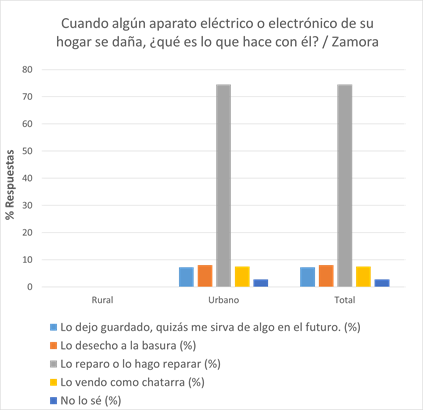 Cuando algún aparato eléctrico o electrónico de su
hogar se daña, ¿qué es lo que hace con él? / Zamora
% Respuestas
80
70
60
50
40
30
20
10
0
Rural
Urbano
Total
Lo dejo guardado, quizás me sirva de algo en el futuro. (%)
Lo desecho a la basura (%)
Lo reparo o lo hago reparar (%)
Lo vendo como chatarra (%)
No lo sé (%)